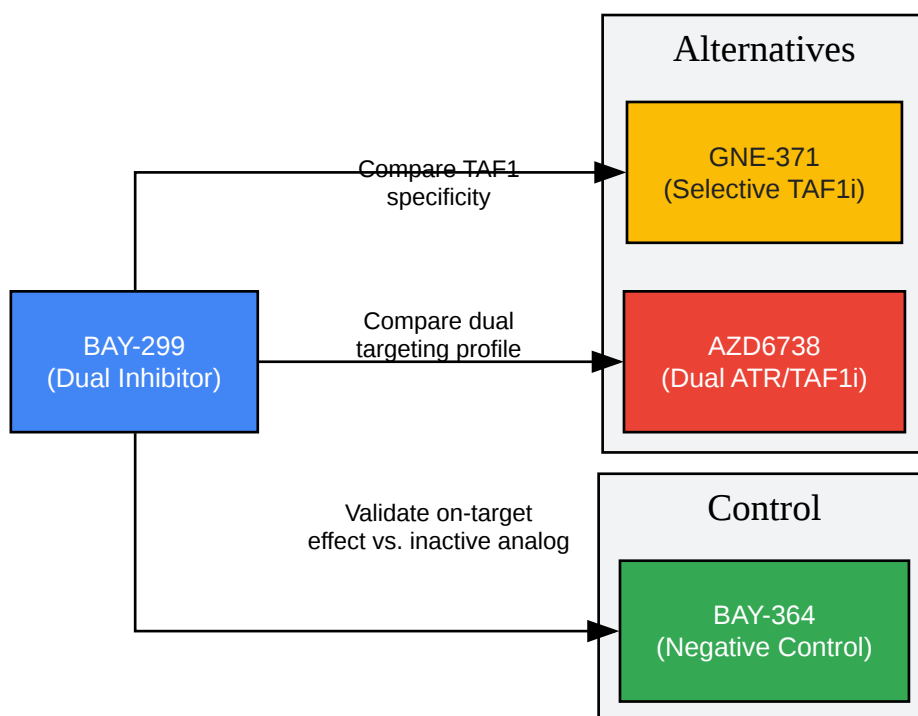 Alternatives
GNE-371
(Selective TAF1i)
Compare TAF1
specificity
BAY-299
(Dual Inhibitor)
Compare dual
targeting profile
AZD6738
(Dual ATR/TAF1i)
Validate on-target
effect vs. inactive analog
Control
BAY-364
(Negative Control)